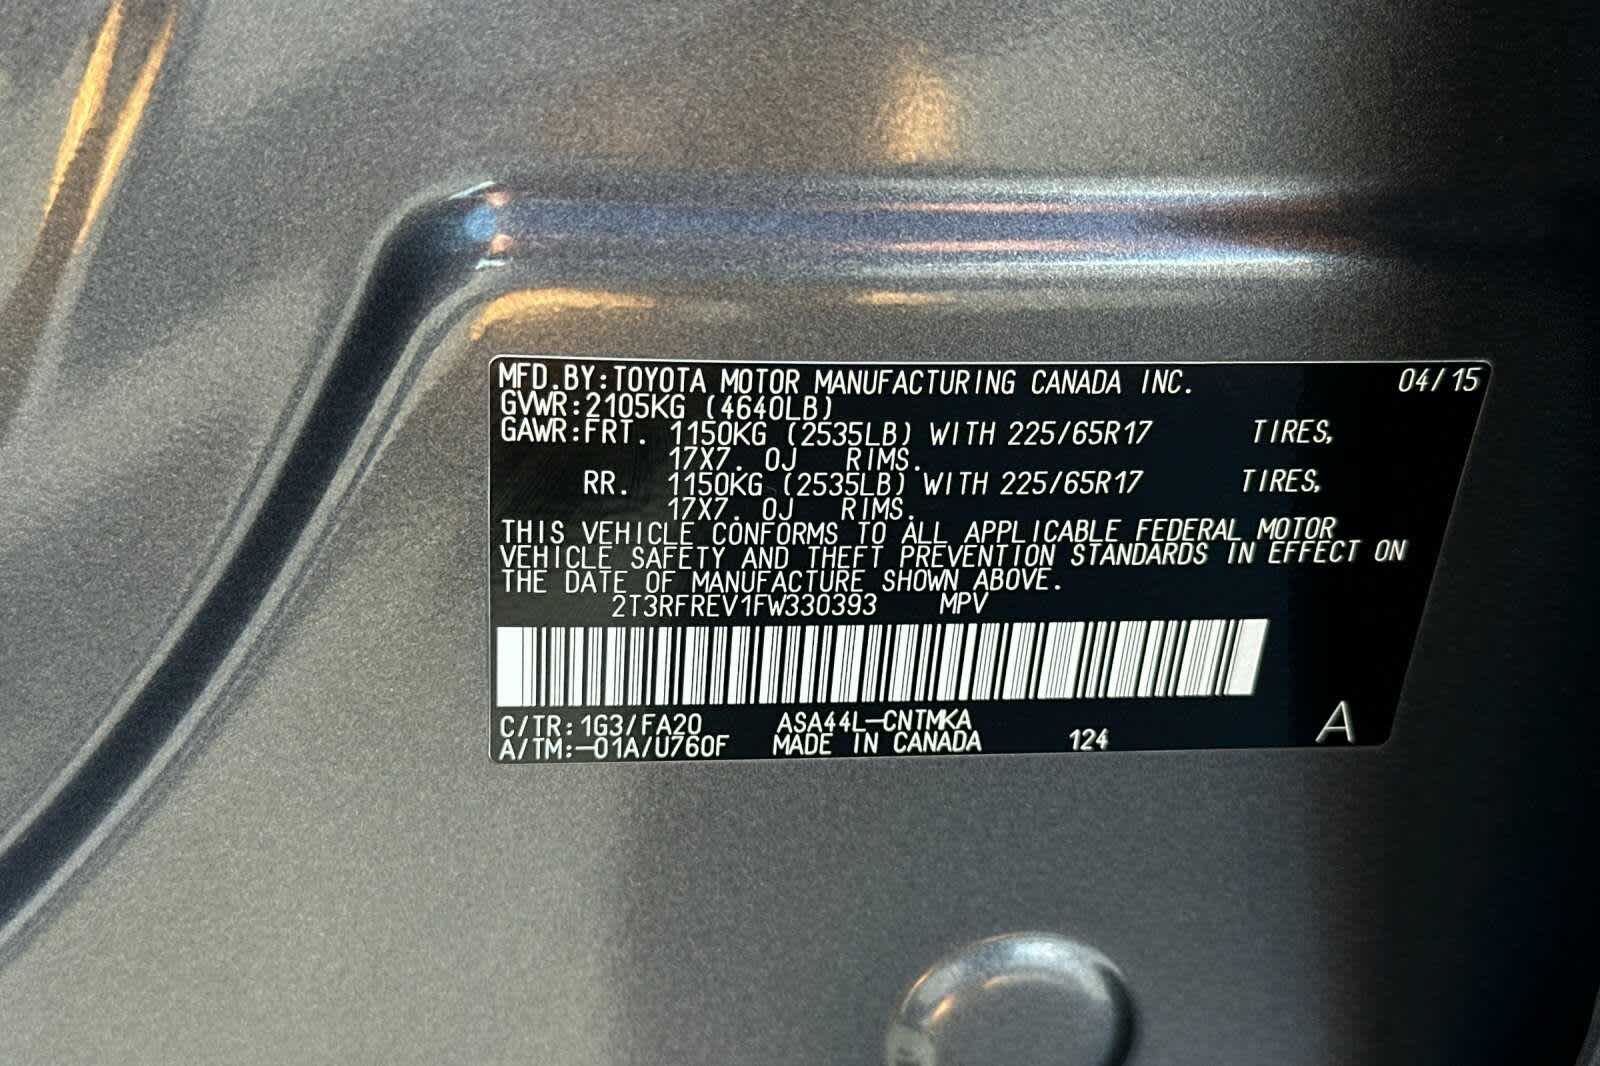 MFD.BY:TOYOTA MOTOR MANUFACTURING CANADA INC. 04/15
GVWR:2105KG (4640LB)
GAWR:FRT. 1150KG (2535LB) WITH 225/65R17 TIRES,
17X7. 0J RIMS.
RR. 1150KG (2535LB) WITH 225/65R17 TIRES,
17X7. 0J RIMS.
THIS VEHICLE CONFORMS TO ALL APPLICABLE FEDERAL MOTOR
VEHICLE SAFETY AND THEFT PREVENTION STANDARDS IN EFFECT ON
THE DATE OF MANUFACTURE SHOWN ABOVE.
2T3RFREV1FW330393 MPV
C/TR:1G3/FA20 ASA44L-CNTMKA
A/TM:-01A/U760F MADE IN CANADA 124 A